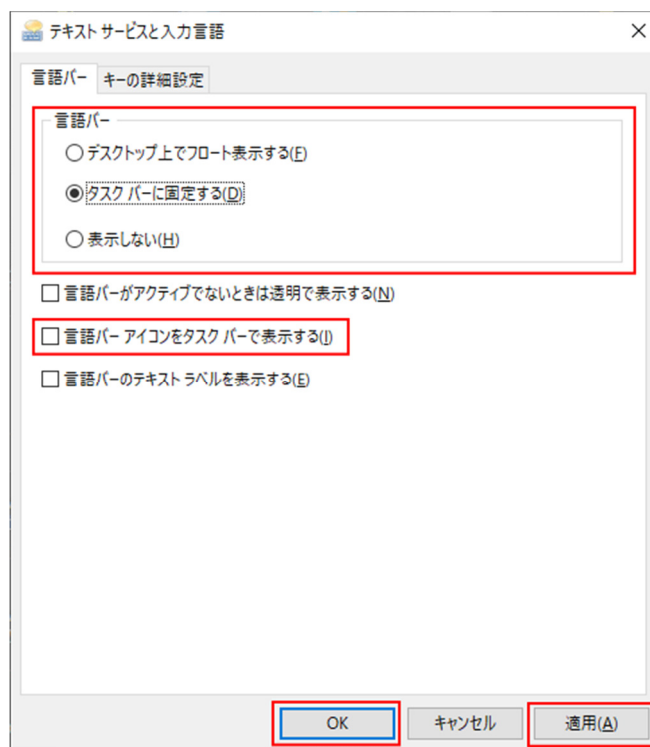 テキスト サービスと入力言語
言語バー キーの詳細設定
言語バー
デスクトップ上でフロート表示する(F)
タスク バーに固定する(D)
表示しない(H)
言語バーがアクティブでないときは透明で表示する(N)
言語バー アイコンをタスク バーで表示する(I)
言語バーのテキスト ラベルを表示する(E)
OK キャンセル 適用(A)